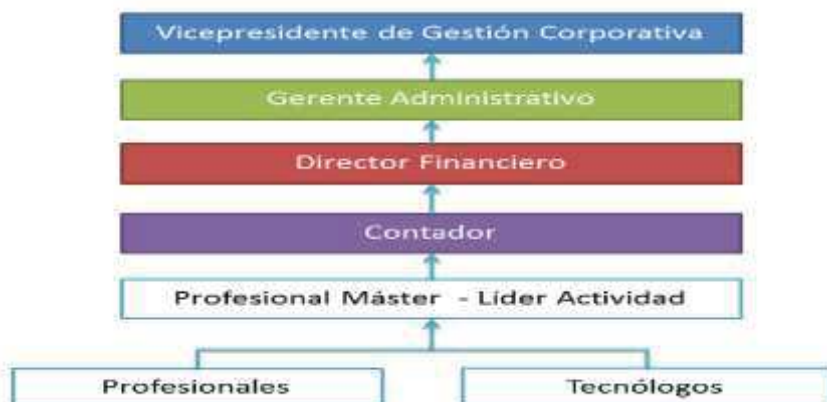 Vicepresidente de Gestión Corporativa
Gerente Administrativo
Director Financiero
Contador
Profesional Máster - Líder Actividad
Profesionales
Tecnólogos